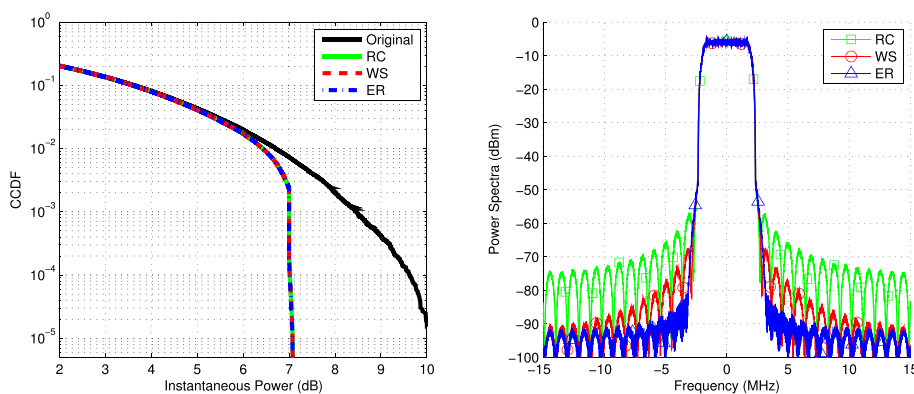 10^0
10^−1
10^−2
10^−3
10^−4
10^−5
CCDF
2 3 4 5 6 7 8 9 10
Instantaneous Power (dB)
Original
RC
WS
ER
0
−10
−20
−30
−40
−50
−60
−70
−80
−90
−100
Power Spectra (dBm)
−15 −10 −5 0 5 10 15
Frequency (MHz)
RC
WS
ER